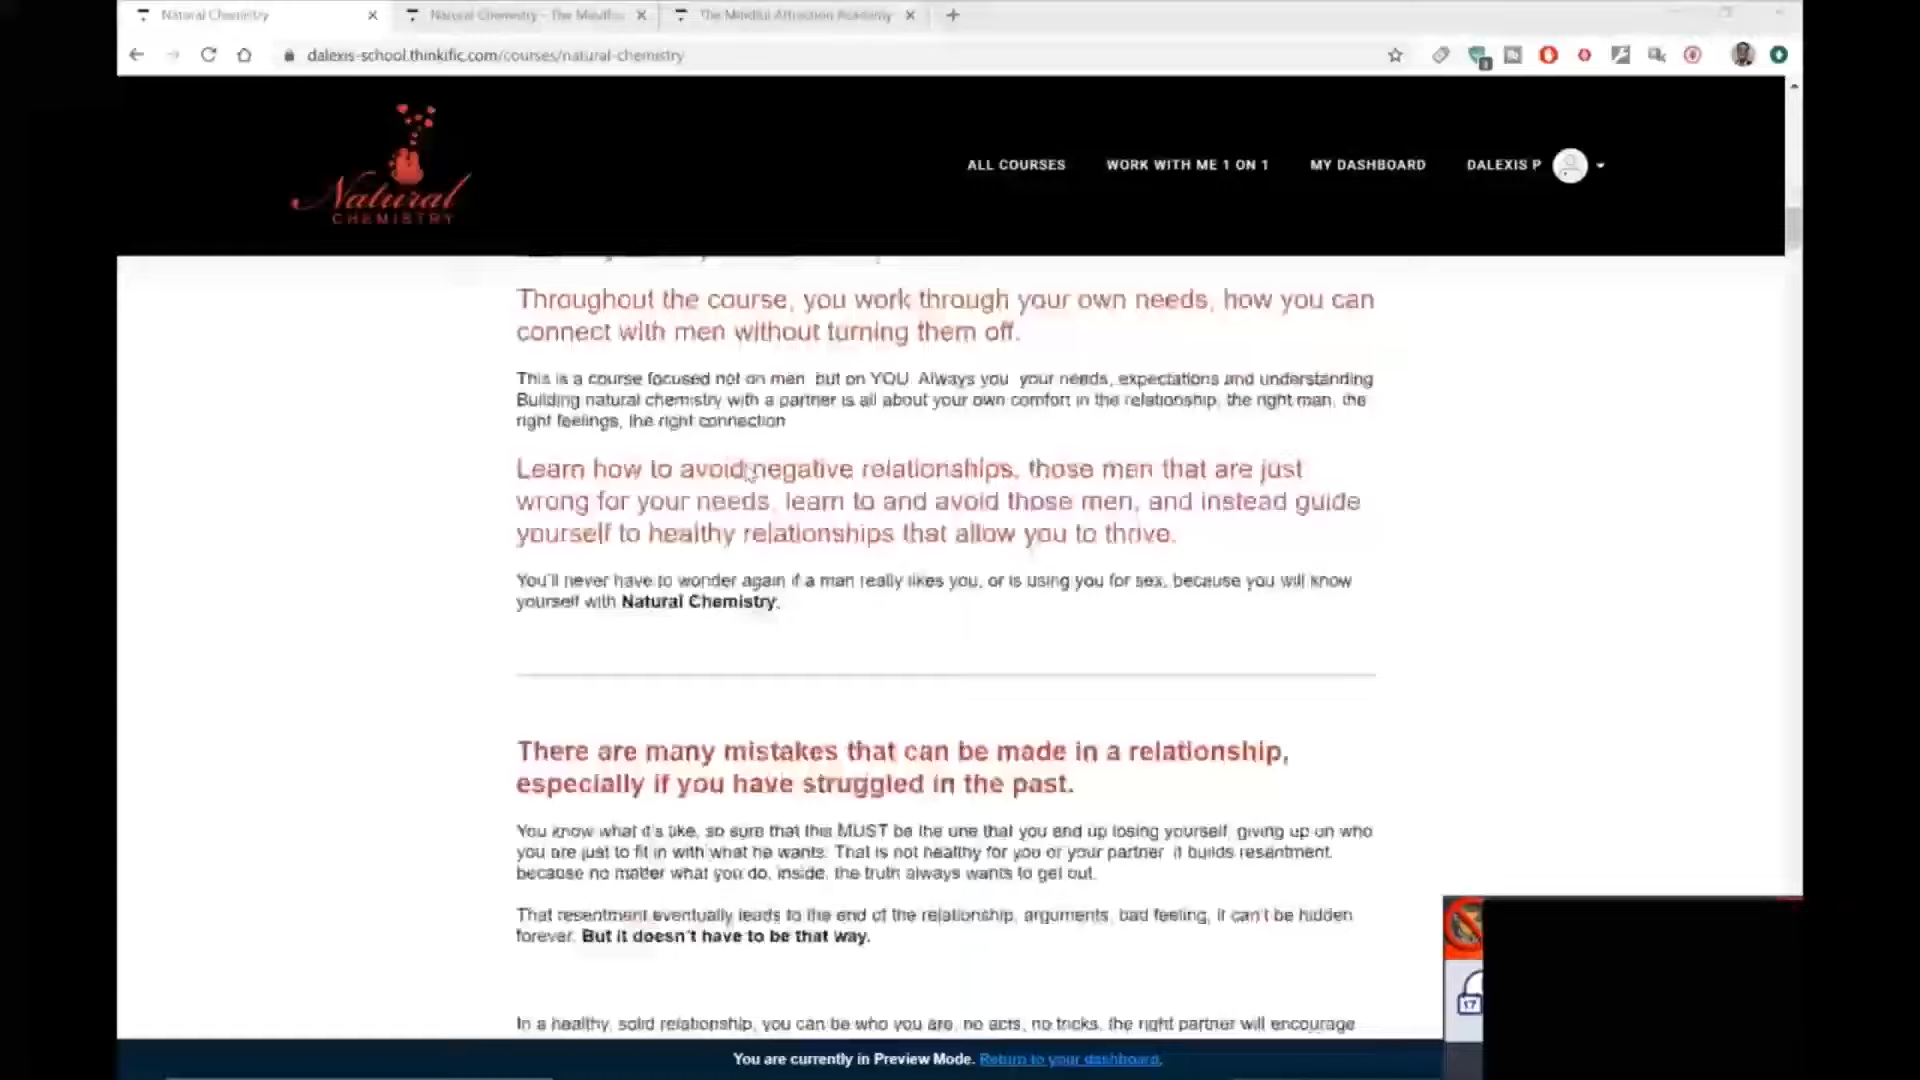 Natural Chemistry
Natural Chemistry - The Mindfu
The Mindful Attraction Academy
dalexis-school.thinkific.com/courses/natural-chemistry
Natural
CHEMISTRY
ALL COURSES
WORK WITH ME 1 ON 1
MY DASHBOARD
DALEXIS P
Throughout the course, you work through your own needs, how you can
connect with men without turning them off.
This is a course focused not on men but on YOU. Always you your needs, expectations and understanding
Building natural chemistry with a partner is all about your own comfort in the relationship, the right man, the
right feelings, the right connection
Learn how to avoid negative relationships, those men that are just
wrong for your needs, learn to and avoid those men, and instead guide
yourself to healthy relationships that allow you to thrive.
You'll never have to wonder again if a man really likes you, or is using you for sex, because you will know
yourself with Natural Chemistry.
There are many mistakes that can be made in a relationship,
especially if you have struggled in the past.
You know what it's like, so sure that this MUST be the one that you end up losing yourself, giving up on who
you are just to fit in with what he wants. That is not healthy for you or your partner it builds resentment,
because no matter what you do, inside, the truth always wants to get out.
That resentment eventually leads to the end of the relationship, arguments, bad feeling, it can't be hidden
forever. But it doesn't have to be that way.
In a healthy, solid relationship, you can be who you are, no acts, no tricks, the right partner will encourage
17
You are currently in Preview Mode. Return to your dashboard.